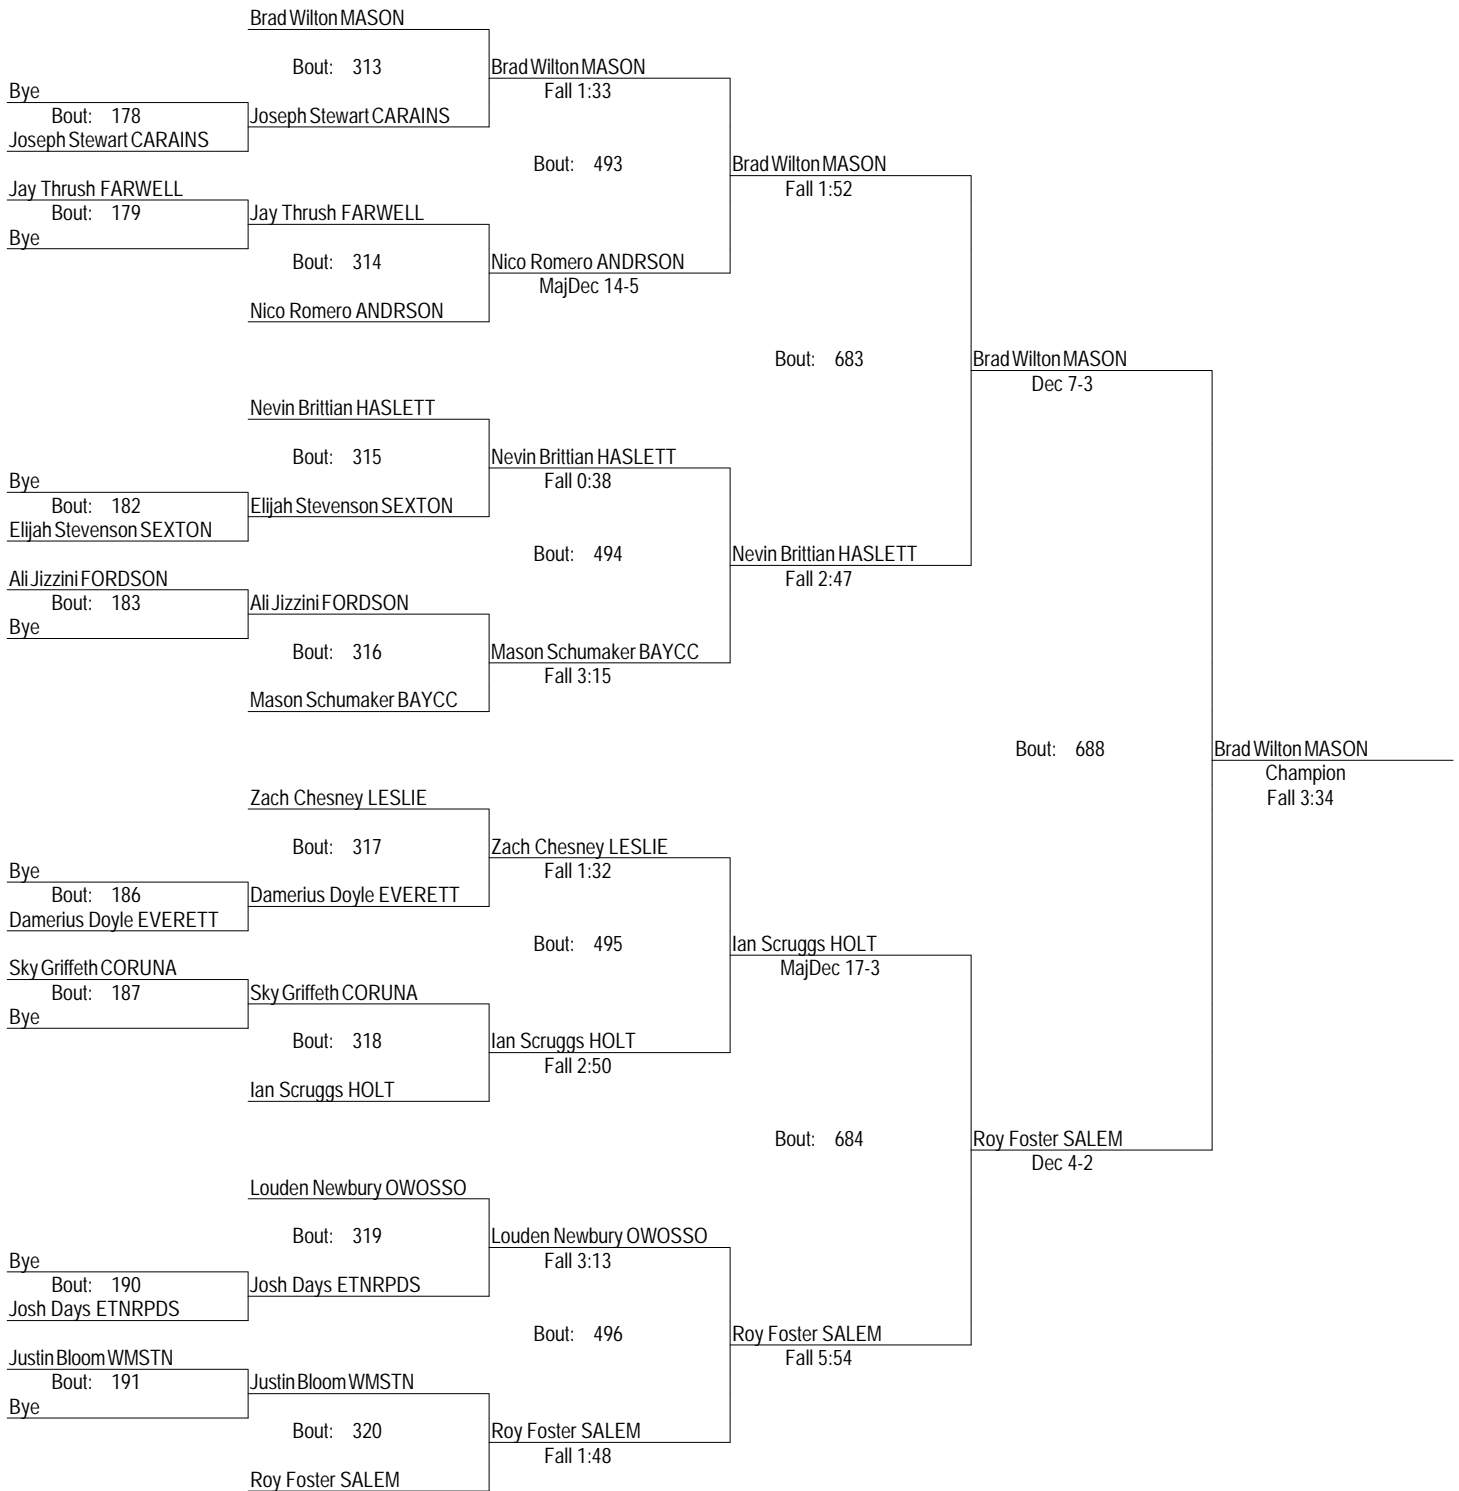 Brad Wilton MASON
Bout: 313
Brad Wilton MASON
Fall 1:33
Bye
Bout: 178
Joseph Stewart CARAINS
Joseph Stewart CARAINS
Bout: 493
Brad Wilton MASON
Fall 1:52
Jay Thrush FARWELL
Bout: 179
Jay Thrush FARWELL
Bye
Bout: 314
Nico Romero ANDRSON
MajDec 14-5
Nico Romero ANDRSON
Bout: 683
Brad Wilton MASON
Dec 7-3
Nevin Brittian HASLETT
Bout: 315
Nevin Brittian HASLETT
Fall 0:38
Bye
Bout: 182
Elijah Stevenson SEXTON
Elijah Stevenson SEXTON
Bout: 494
Nevin Brittian HASLETT
Fall 2:47
Ali Jizzini FORDSON
Bout: 183
Ali Jizzini FORDSON
Bye
Bout: 316
Mason Schumaker BAYCC
Fall 3:15
Mason Schumaker BAYCC
Bout: 688
Brad Wilton MASON
Champion
Fall 3:34
Zach Chesney LESLIE
Bout: 317
Zach Chesney LESLIE
Fall 1:32
Bye
Bout: 186
Damerius Doyle EVERETT
Damerius Doyle EVERETT
Bout: 495
Ian Scruggs HOLT
MajDec 17-3
Sky Griffeth CORUNA
Bout: 187
Sky Griffeth CORUNA
Bye
Bout: 318
Ian Scruggs HOLT
Fall 2:50
Ian Scruggs HOLT
Bout: 684
Roy Foster SALEM
Dec 4-2
Louden Newbury OWOSSO
Bout: 319
Louden Newbury OWOSSO
Fall 3:13
Bye
Bout: 190
Josh Days ETNRPDS
Josh Days ETNRPDS
Bout: 496
Roy Foster SALEM
Fall 5:54
Justin Bloom WMSTN
Bout: 191
Justin Bloom WMSTN
Bye
Bout: 320
Roy Foster SALEM
Fall 1:48
Roy Foster SALEM